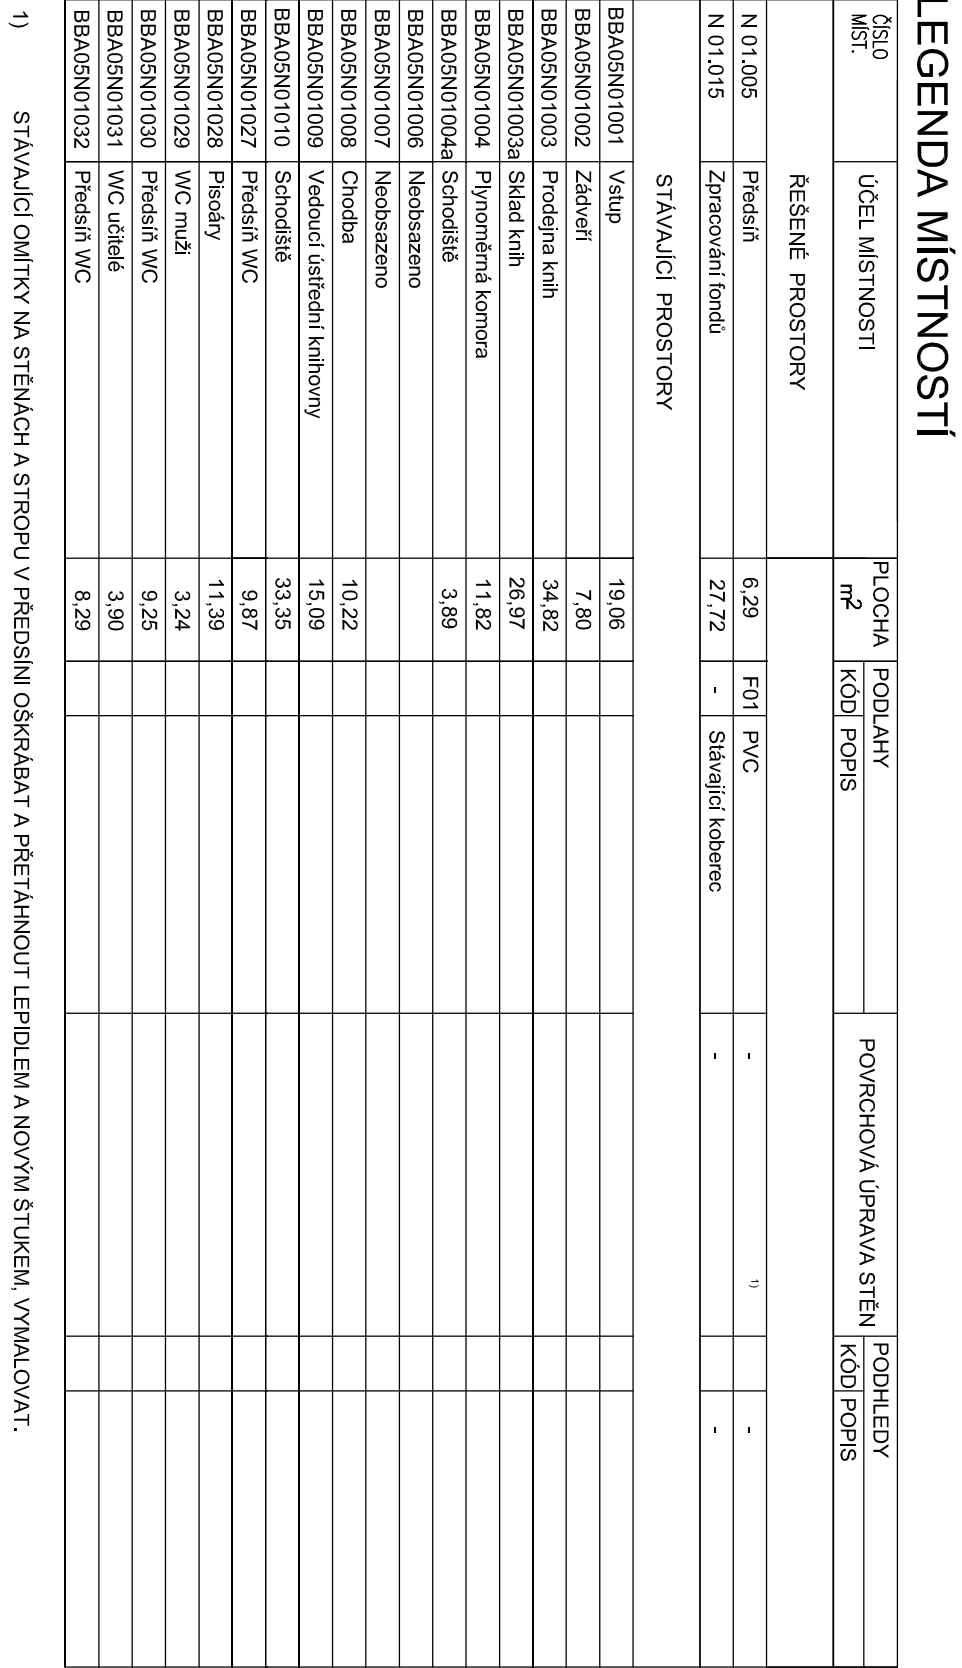 LEGENDA MÍSTNOSTÍ
ČÍSLO MÍST. ÚČEL MÍSTNOSTI PLOCHA m² PODLAHY POVRCHOVÁ ÚPRAVA STĚN PODHLEDY
KÓD POPIS KÓD POPIS
ŘEŠENÉ PROSTORY
N 01.005 Předsíň 6,29 F01 PVC - 1) -
N 01.015 Zpracování fondů 27,72 - Stávající koberec - -
STÁVAJÍCÍ PROSTORY
BBA05N01001 Vstup 19,06
BBA05N01002 Zádveří 7,80
BBA05N01003 Prodejna knih 34,82
BBA05N01003a Sklad knih 26,97
BBA05N01004 Plynoměrná komora 11,82
BBA05N01004a Schodiště 3,89
BBA05N01006 Neobsazeno
BBA05N01007 Neobsazeno
BBA05N01008 Chodba 10,22
BBA05N01009 Vedoucí ústřední knihovny 15,09
BBA05N01010 Schodiště 33,35
BBA05N01027 Předsíň WC 9,87
BBA05N01028 Pisoáry 11,39
BBA05N01029 WC muži 3,24
BBA05N01030 Předsíň WC 9,25
BBA05N01031 WC učitelé 3,90
BBA05N01032 Předsíň WC 8,29
1) STÁVAJÍCÍ OMÍTKY NA STĚNÁCH A STROPU V PŘEDSÍNI OŠKRÁBAT A PŘETÁHNOUT LEPIDLEM A NOVÝM ŠTUKEM, VYMALOVAT.